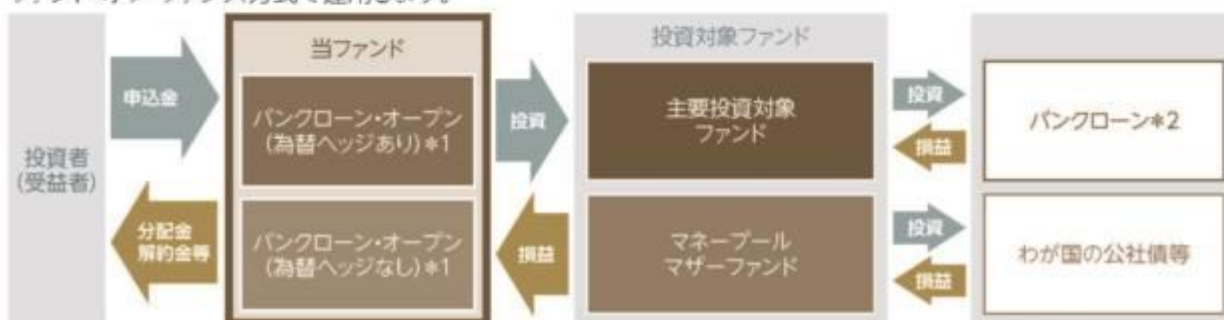 ファンド・オブ・ファンズ方式で運用します。
投資者
(受益者)
申込金
分配金
解約金等
当ファンド
バンクローン・オープン
(為替ヘッジあり)*1
バンクローン・オープン
(為替ヘッジなし)*1
投資
損益
投資対象ファンド
主要投資対象
ファンド
マネープール
マザーファンド
投資
損益
投資
損益
バンクローン*2
わが国の公社債等